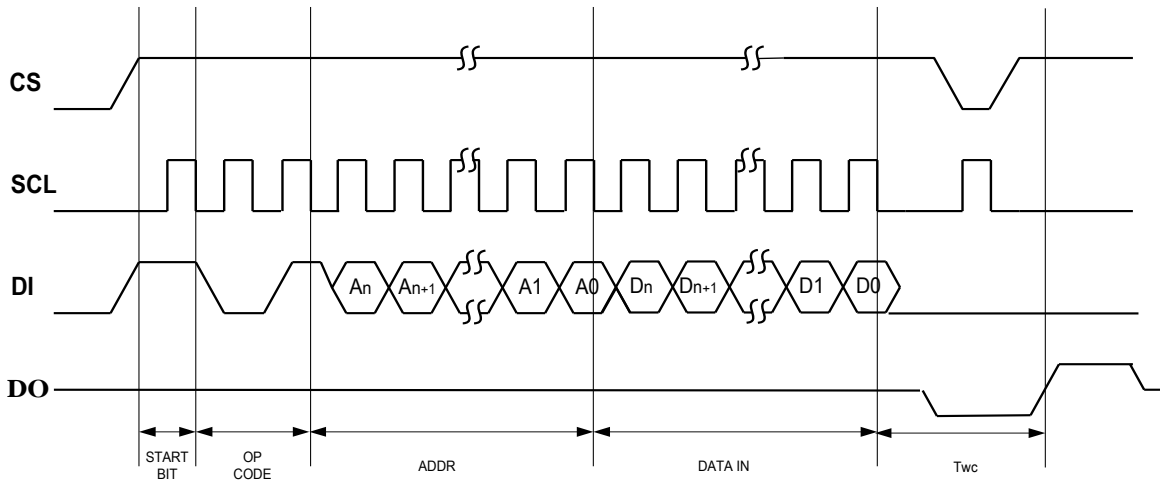 CS
SCL
DI
An An+1 A1 A0 Dn Dn+1 D1 D0
DO
START
BIT
OP
CODE
ADDR
DATA IN
Twc